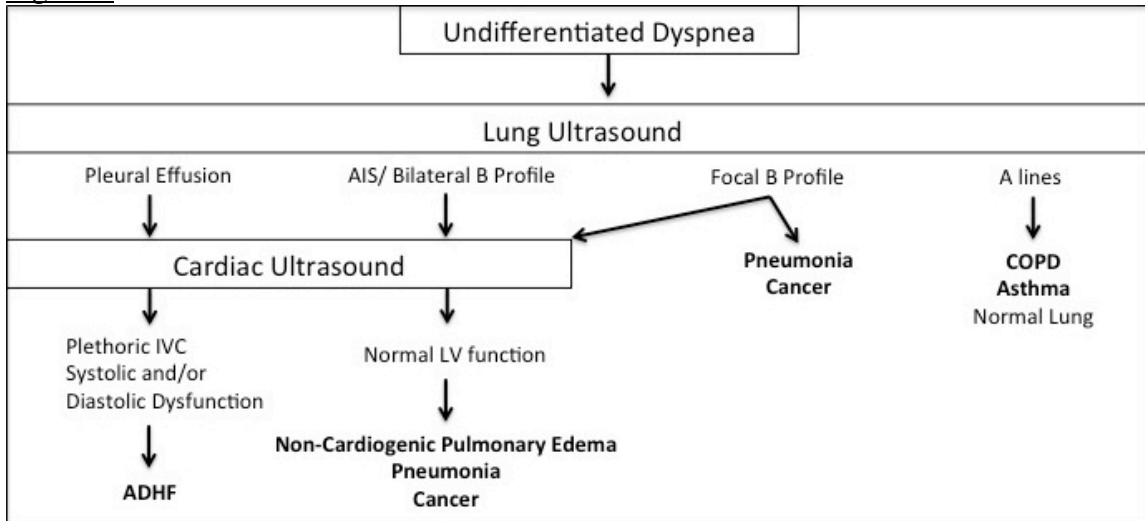 Undifferentiated Dyspnea
Lung Ultrasound
Pleural Effusion
AIS/ Bilateral B Profile
Focal B Profile
A lines
Cardiac Ultrasound
Pneumonia
Cancer
COPD
Asthma
Normal Lung
Plethoric IVC
Systolic and/or
Diastolic Dysfunction
Normal LV function
ADHF
Non-Cardiogenic Pulmonary Edema
Pneumonia
Cancer